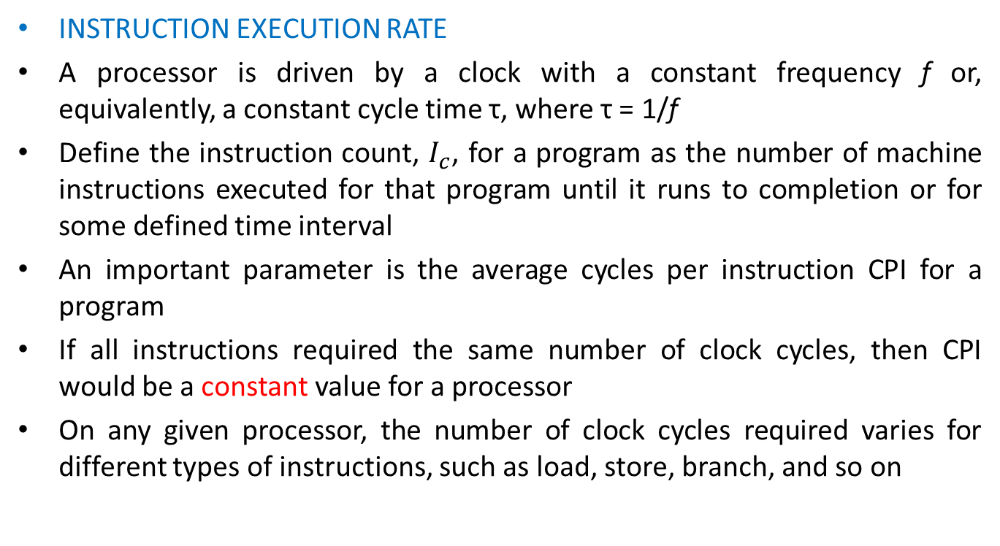 • INSTRUCTION EXECUTION RATE
• A processor is driven by a clock with a constant frequency f or,
equivalently, a constant cycle time τ, where τ = 1/f
• Define the instruction count, I_c, for a program as the number of machine
instructions executed for that program until it runs to completion or for
some defined time interval
• An important parameter is the average cycles per instruction CPI for a
program
• If all instructions required the same number of clock cycles, then CPI
would be a constant value for a processor
• On any given processor, the number of clock cycles required varies for
different types of instructions, such as load, store, branch, and so on